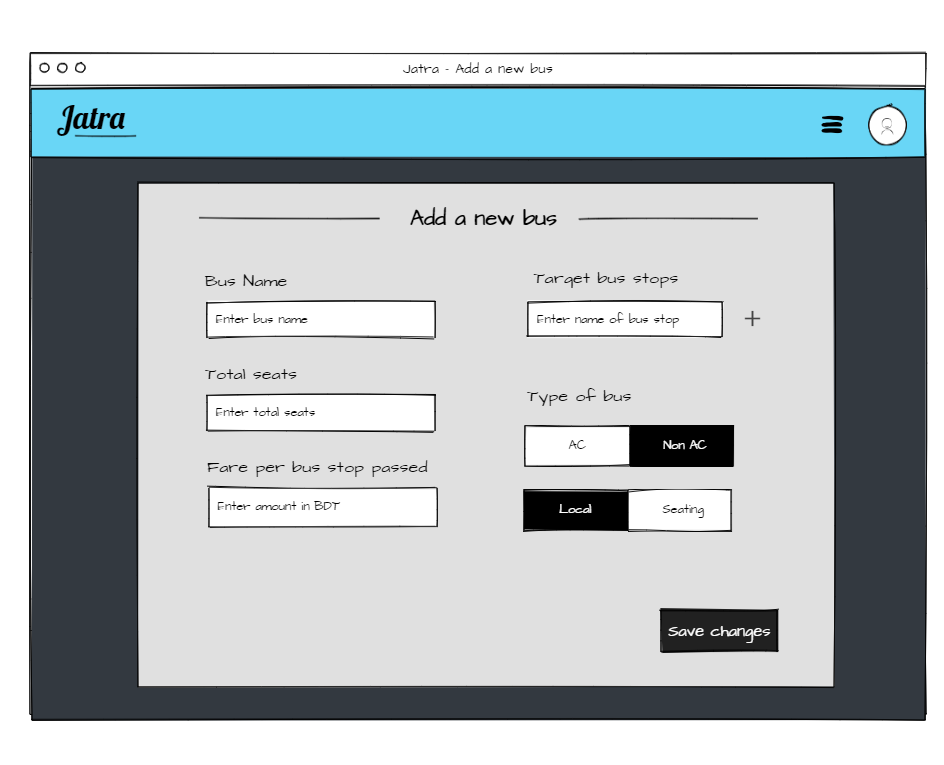 Jatra - Add a new bus
Jatra
Add a new bus
Bus Name
Enter bus name
Total seats
Enter total seats
Fare per bus stop passed
Enter amount in BDT
Target bus stops
Enter name of bus stop
+
Type of bus
AC
Non AC
Local
Seating
Save changes